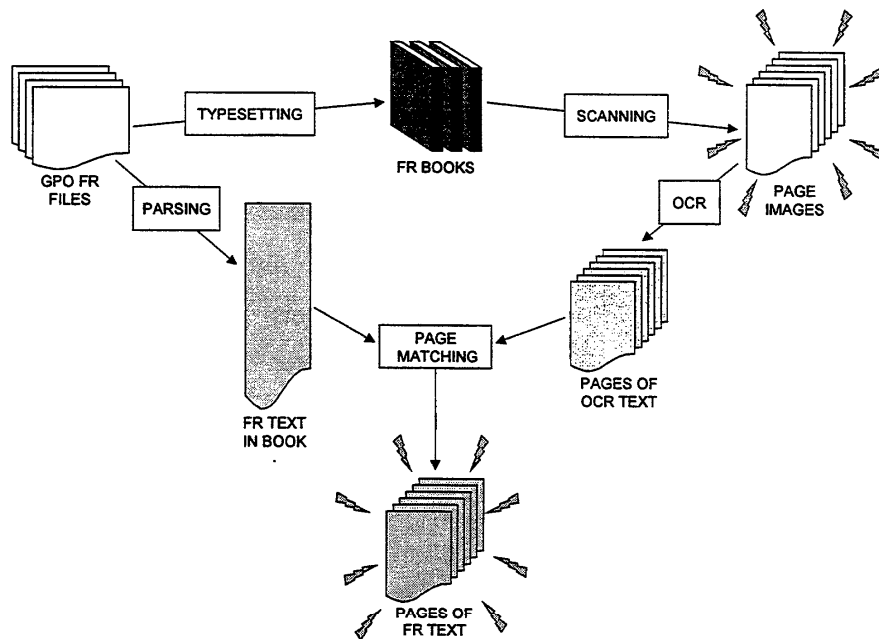 TYPESETTING
SCANNING
FR BOOKS
GPO FR
FILES
PARSING
OCR
PAGE
IMAGES
PAGE
MATCHING
PAGES OF
OCR TEXT
FR TEXT
IN BOOK
PAGES OF
FR TEXT